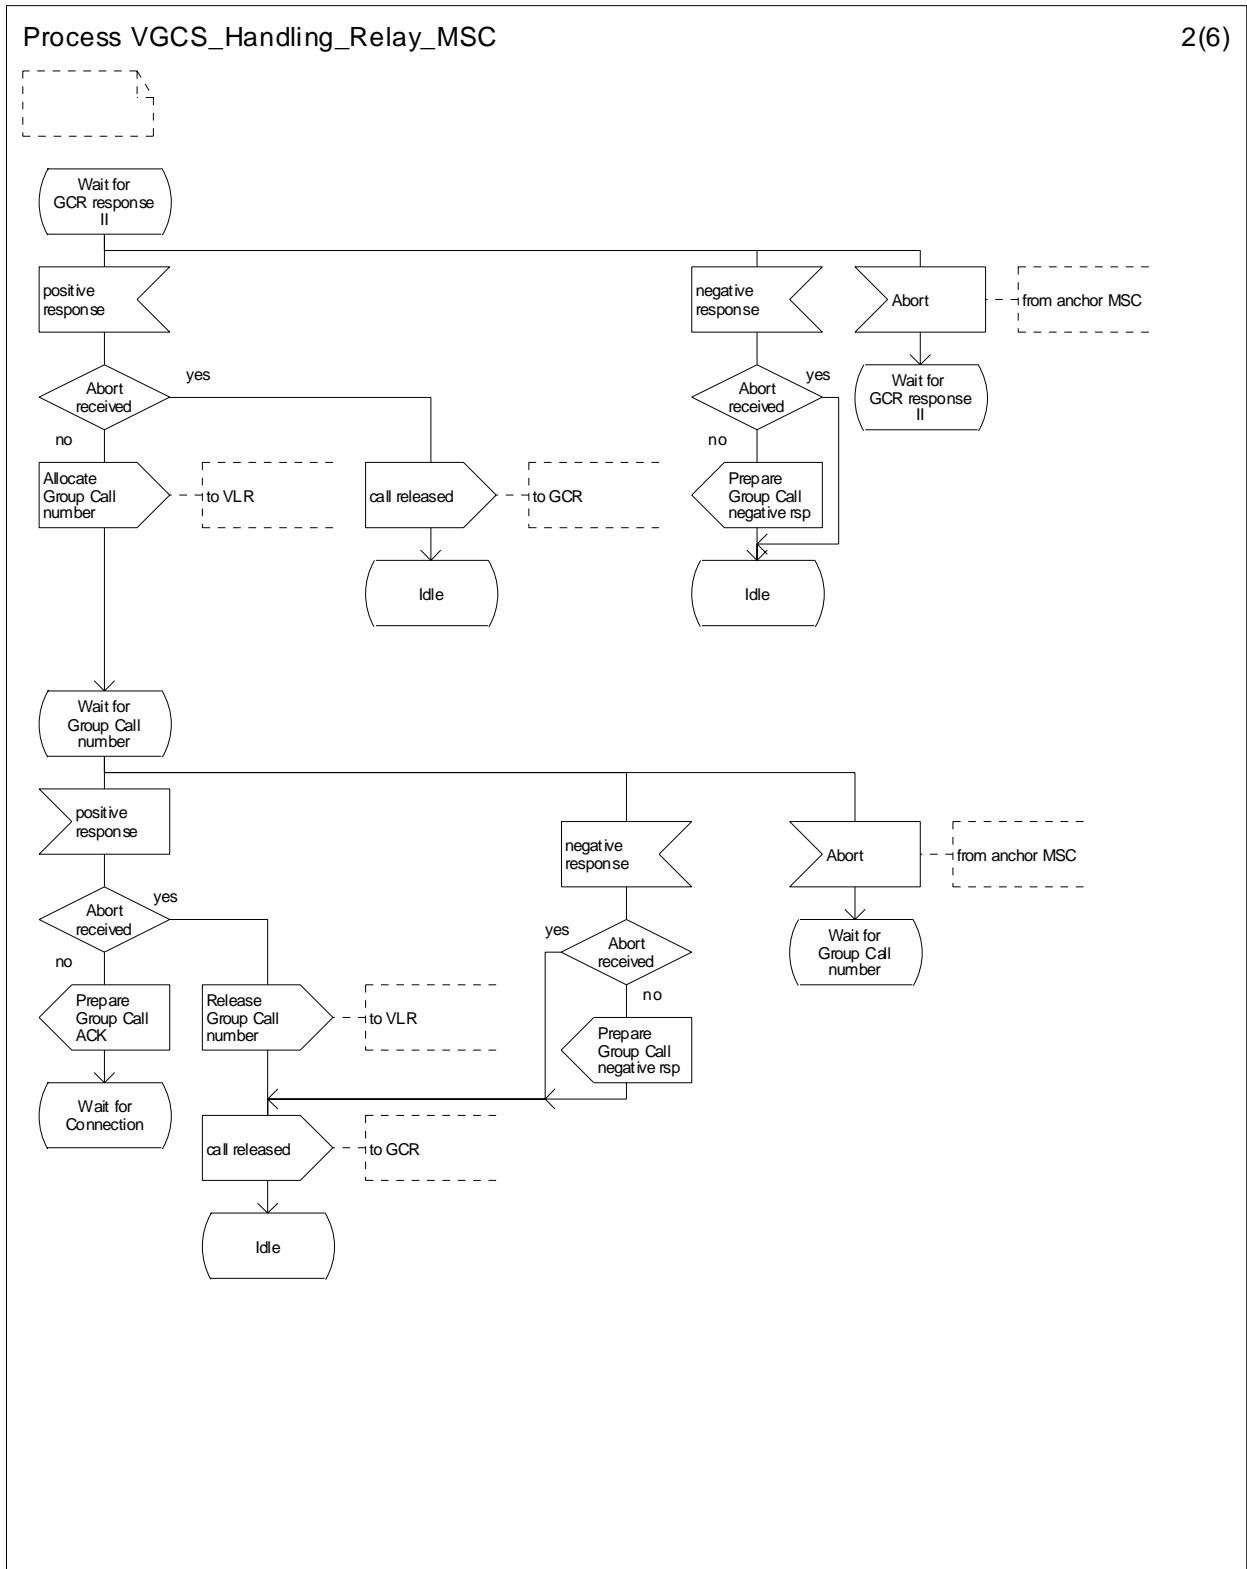 Process VGCS_Handling_Relay_MSC
2(6)
Wait for
GCR response
II
positive
response
negative
response
Abort
from anchor MSC
Abort
received
yes
no
Abort
received
yes
no
Wait for
GCR response
II
Allocate
Group Call
number
to VLR
call released
to GCR
Prepare
Group Call
negative rsp
Idle
Idle
Wait for
Group Call
number
positive
response
negative
response
Abort
from anchor MSC
Abort
received
yes
no
Abort
received
yes
no
Wait for
Group Call
number
Prepare
Group Call
ACK
Release
Group Call
number
to VLR
Prepare
Group Call
negative rsp
Wait for
Connection
call released
to GCR
Idle